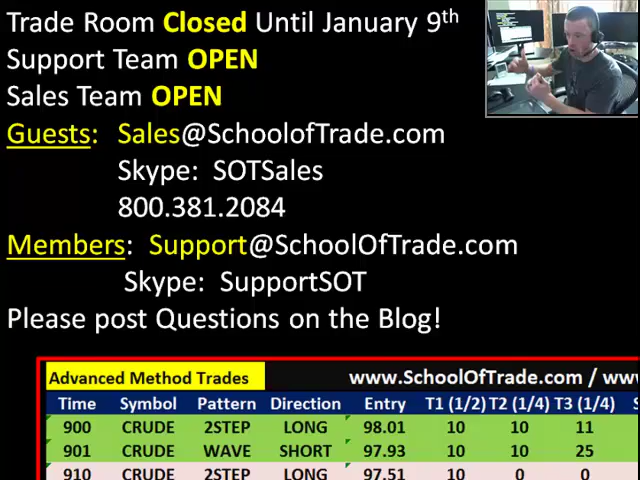 Trade Room Closed Until January 9th
Support Team OPEN
Sales Team OPEN
Guests: Sales@SchoolofTrade.com
Skype: SOTSales
800.381.2084
Members: Support@SchoolOfTrade.com
Skype: SupportSOT
Please post Questions on the Blog!
Advanced Method Trades www.SchoolOfTrade.com / www
Time Symbol Pattern Direction Entry T1 (1/2) T2 (1/4) T3 (1/4)
900 CRUDE 2STEP LONG 98.01 10 10 11
901 CRUDE WAVE SHORT 97.93 10 10 25
910 CRUDE 2STEP LONG 97.51 10 0 0